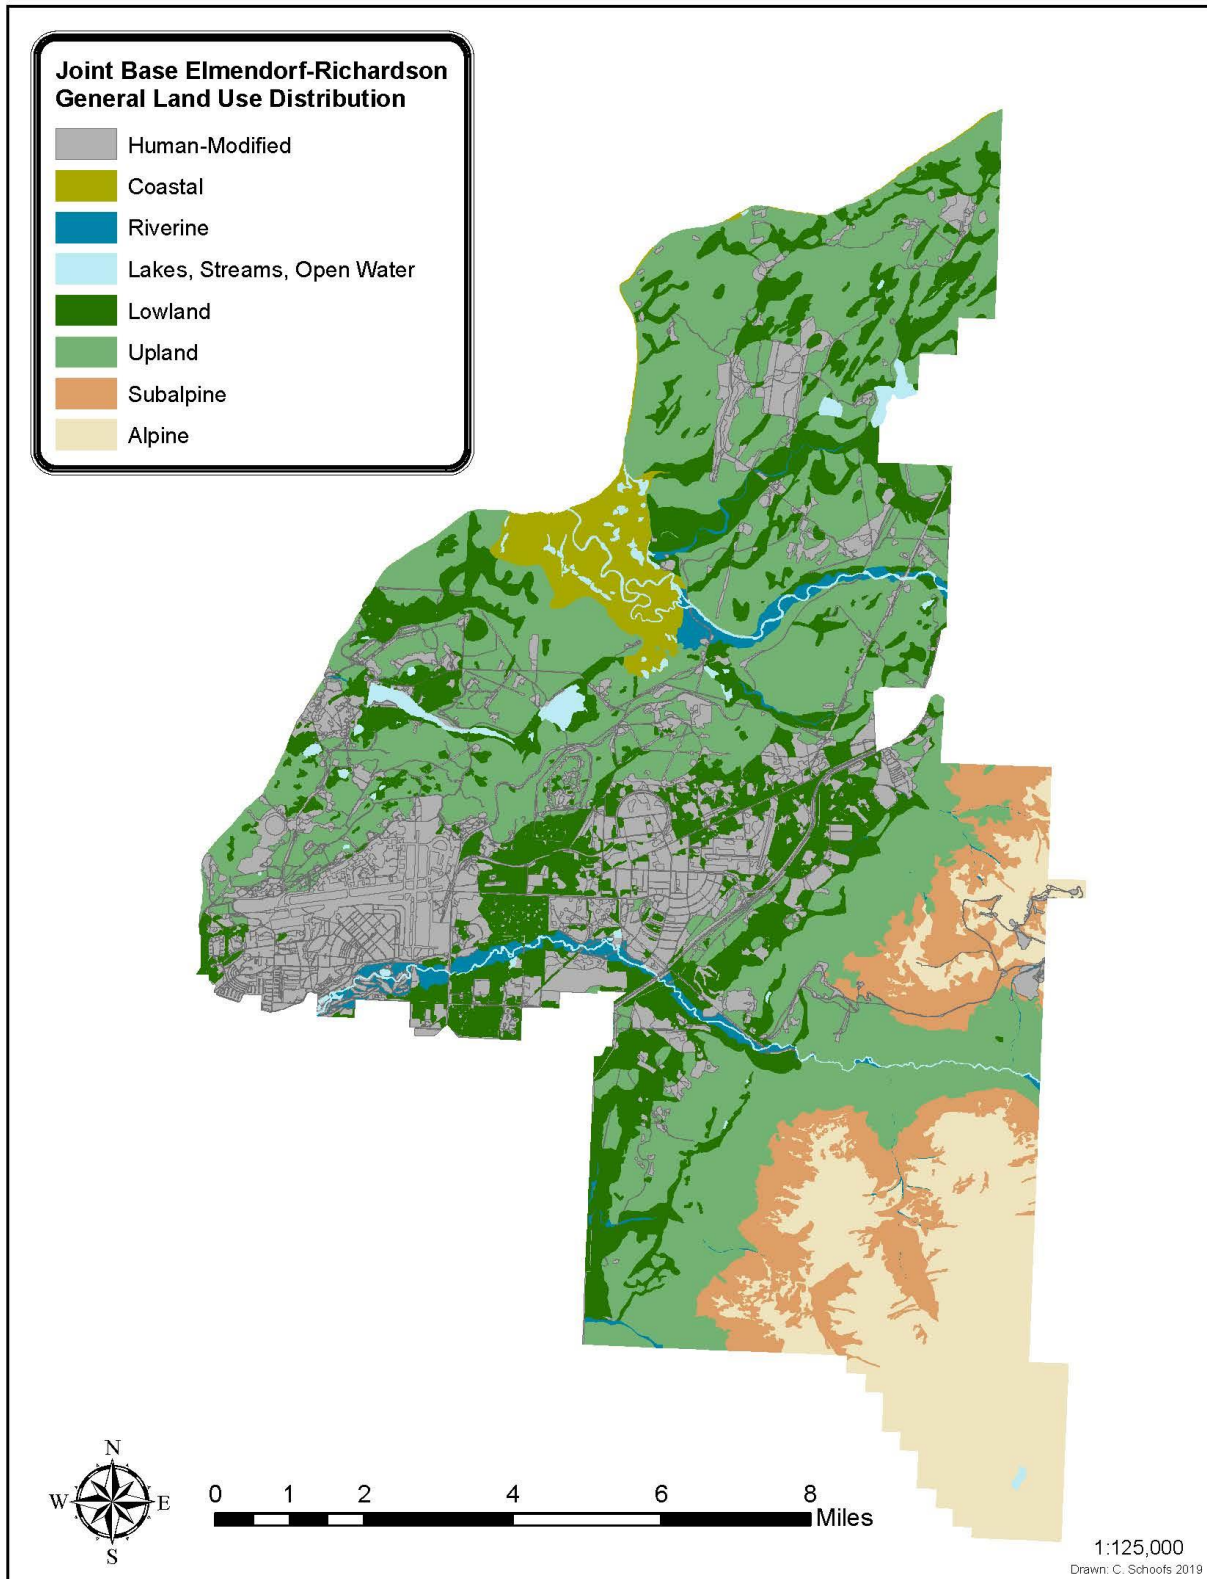 Joint Base Elmendorf-Richardson
General Land Use Distribution
Human-Modified
Coastal
Riverine
Lakes, Streams, Open Water
Lowland
Upland
Subalpine
Alpine
N
W E
S
0 1 2 4 6 8
Miles
1:125,000
Drawn: C. Schoofs 2019